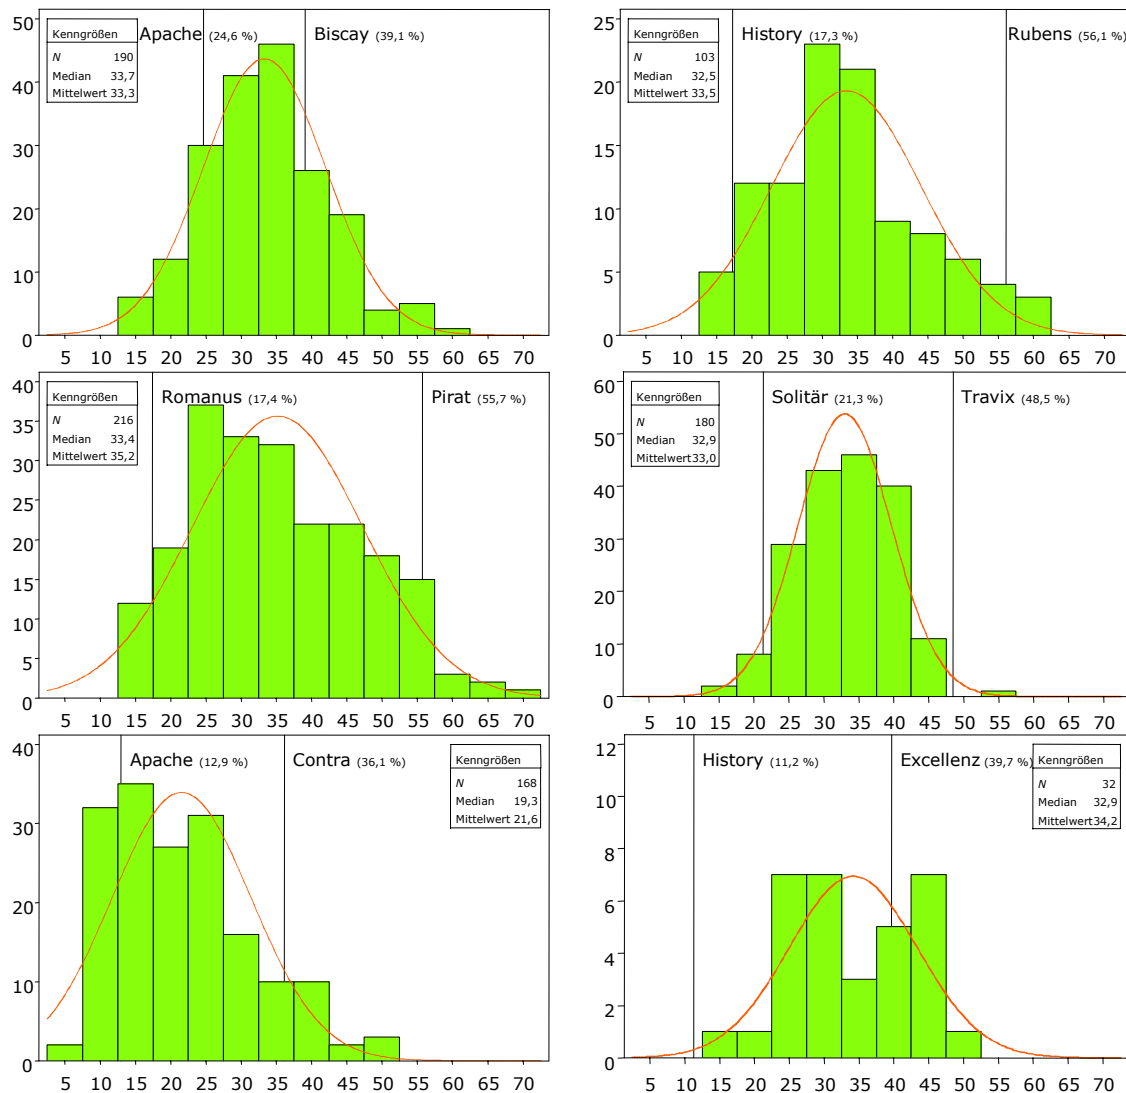 Kenngrößen
N 190
Median 33,7
Mittelwert 33,3
Apache (24,6 %) Biscay (39,1 %)
50
40
30
20
10
0
5 10 15 20 25 30 35 40 45 50 55 60 65 70
Kenngrößen
N 103
Median 32,5
Mittelwert 33,5
History (17,3 %) Rubens (56,1 %)
25
20
15
10
5
0
5 10 15 20 25 30 35 40 45 50 55 60 65 70
Kenngrößen
N 216
Median 33,4
Mittelwert 35,2
Romanus (17,4 %) Pirat (55,7 %)
40
35
30
25
20
15
10
5
0
5 10 15 20 25 30 35 40 45 50 55 60 65 70
Kenngrößen
N 180
Median 32,9
Mittelwert 33,0
Solitär (21,3 %) Travix (48,5 %)
60
50
40
30
20
10
0
5 10 15 20 25 30 35 40 45 50 55 60 65 70
Apache (12,9 %) Contra (36,1 %)
Kenngrößen
N 168
Median 19,3
Mittelwert 21,6
40
30
20
10
0
5 10 15 20 25 30 35 40 45 50 55 60 65 70
History (11,2 %) Excellenz (39,7 %)
Kenngrößen
N 32
Median 32,9
Mittelwert 34,2
12
10
8
6
4
2
0
5 10 15 20 25 30 35 40 45 50 55 60 65 70